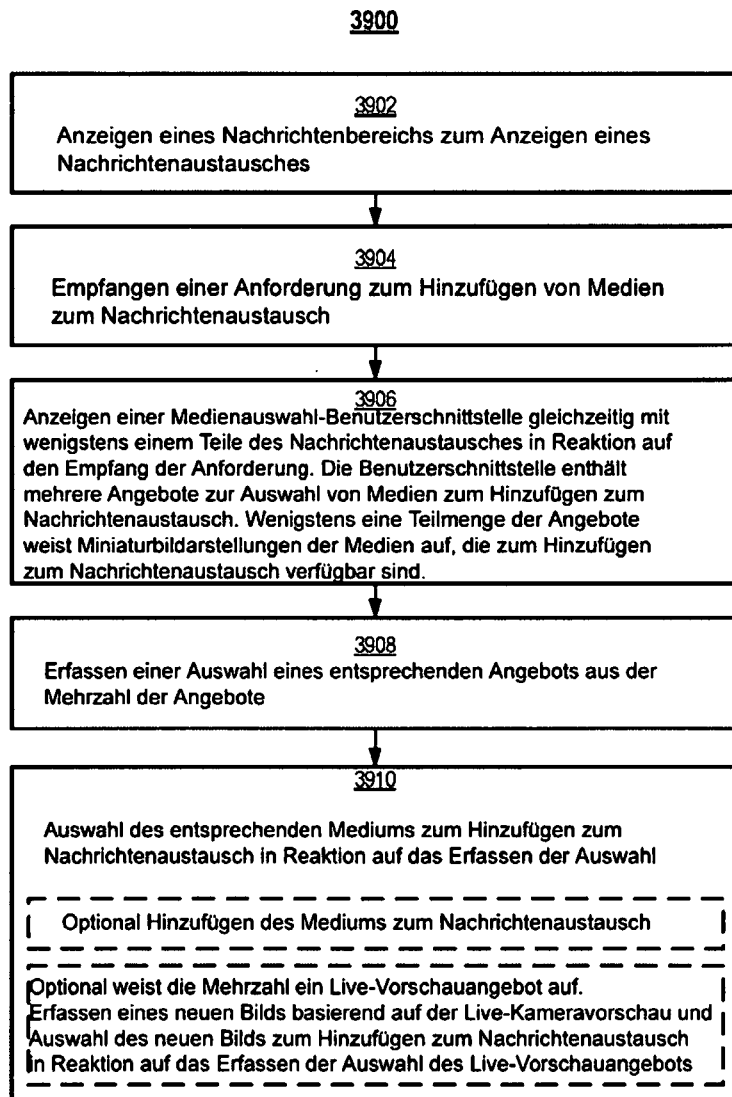 3900
3902
Anzeigen eines Nachrichtenbereichs zum Anzeigen eines
Nachrichtenaustausches
3904
Empfangen einer Anforderung zum Hinzufügen von Medien
zum Nachrichtenaustausch
3906
Anzeigen einer Medienauswahl-Benutzerschnittstelle gleichzeitig mit
wenigstens einem Teile des Nachrichtenaustausches in Reaktion auf
den Empfang der Anforderung. Die Benutzerschnittstelle enthält
mehrere Angebote zur Auswahl von Medien zum Hinzufügen zum
Nachrichtenaustausch. Wenigstens eine Teilmenge der Angebote
weist Miniaturbildarstellungen der Medien auf, die zum Hinzufügen
zum Nachrichtenaustausch verfügbar sind.
3908
Erfassen einer Auswahl eines entsprechenden Angebots aus der
Mehrzahl der Angebote
3910
Auswahl des entsprechenden Mediums zum Hinzufügen zum
Nachrichtenaustausch in Reaktion auf das Erfassen der Auswahl
Optional Hinzufügen des Mediums zum Nachrichtenaustausch
Optional weist die Mehrzahl ein Live-Vorschauangebot auf.
Erfassen eines neuen Bilds basierend auf der Live-Kameravorschau und
Auswahl des neuen Bilds zum Hinzufügen zum Nachrichtenaustausch
in Reaktion auf das Erfassen der Auswahl des Live-Vorschauangebots